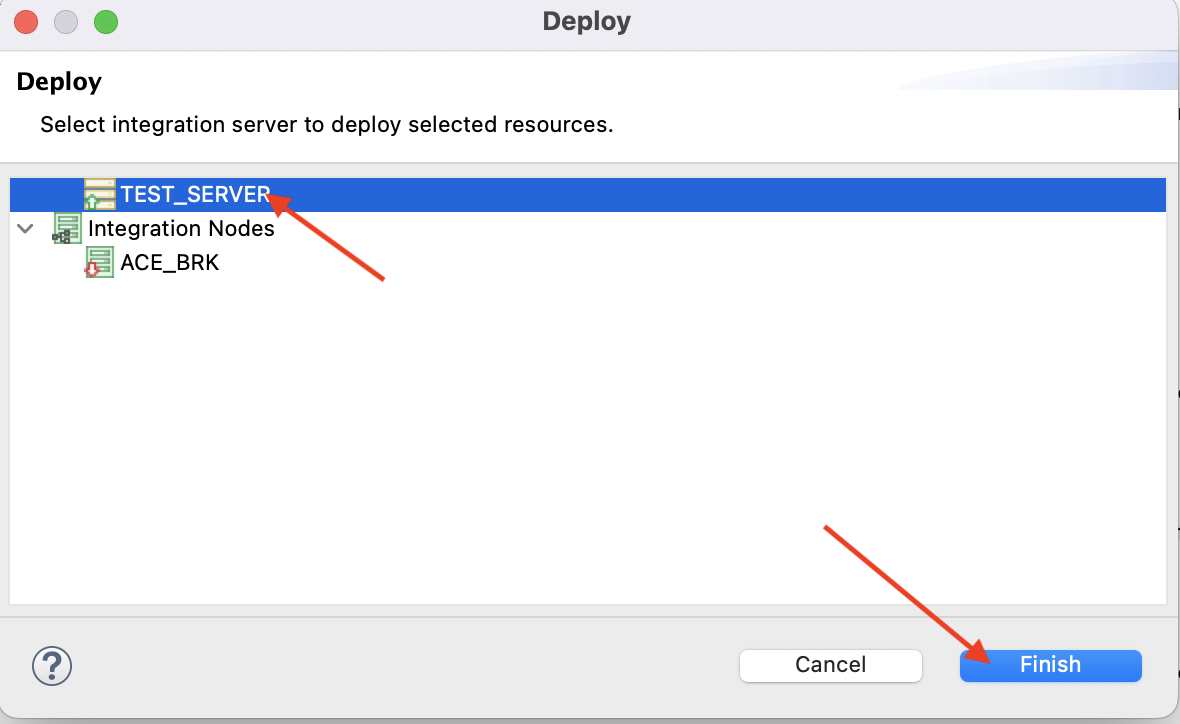 Deploy
Deploy
Select integration server to deploy selected resources.
TEST_SERVER
Integration Nodes
ACE_BRK
?
Cancel
Finish